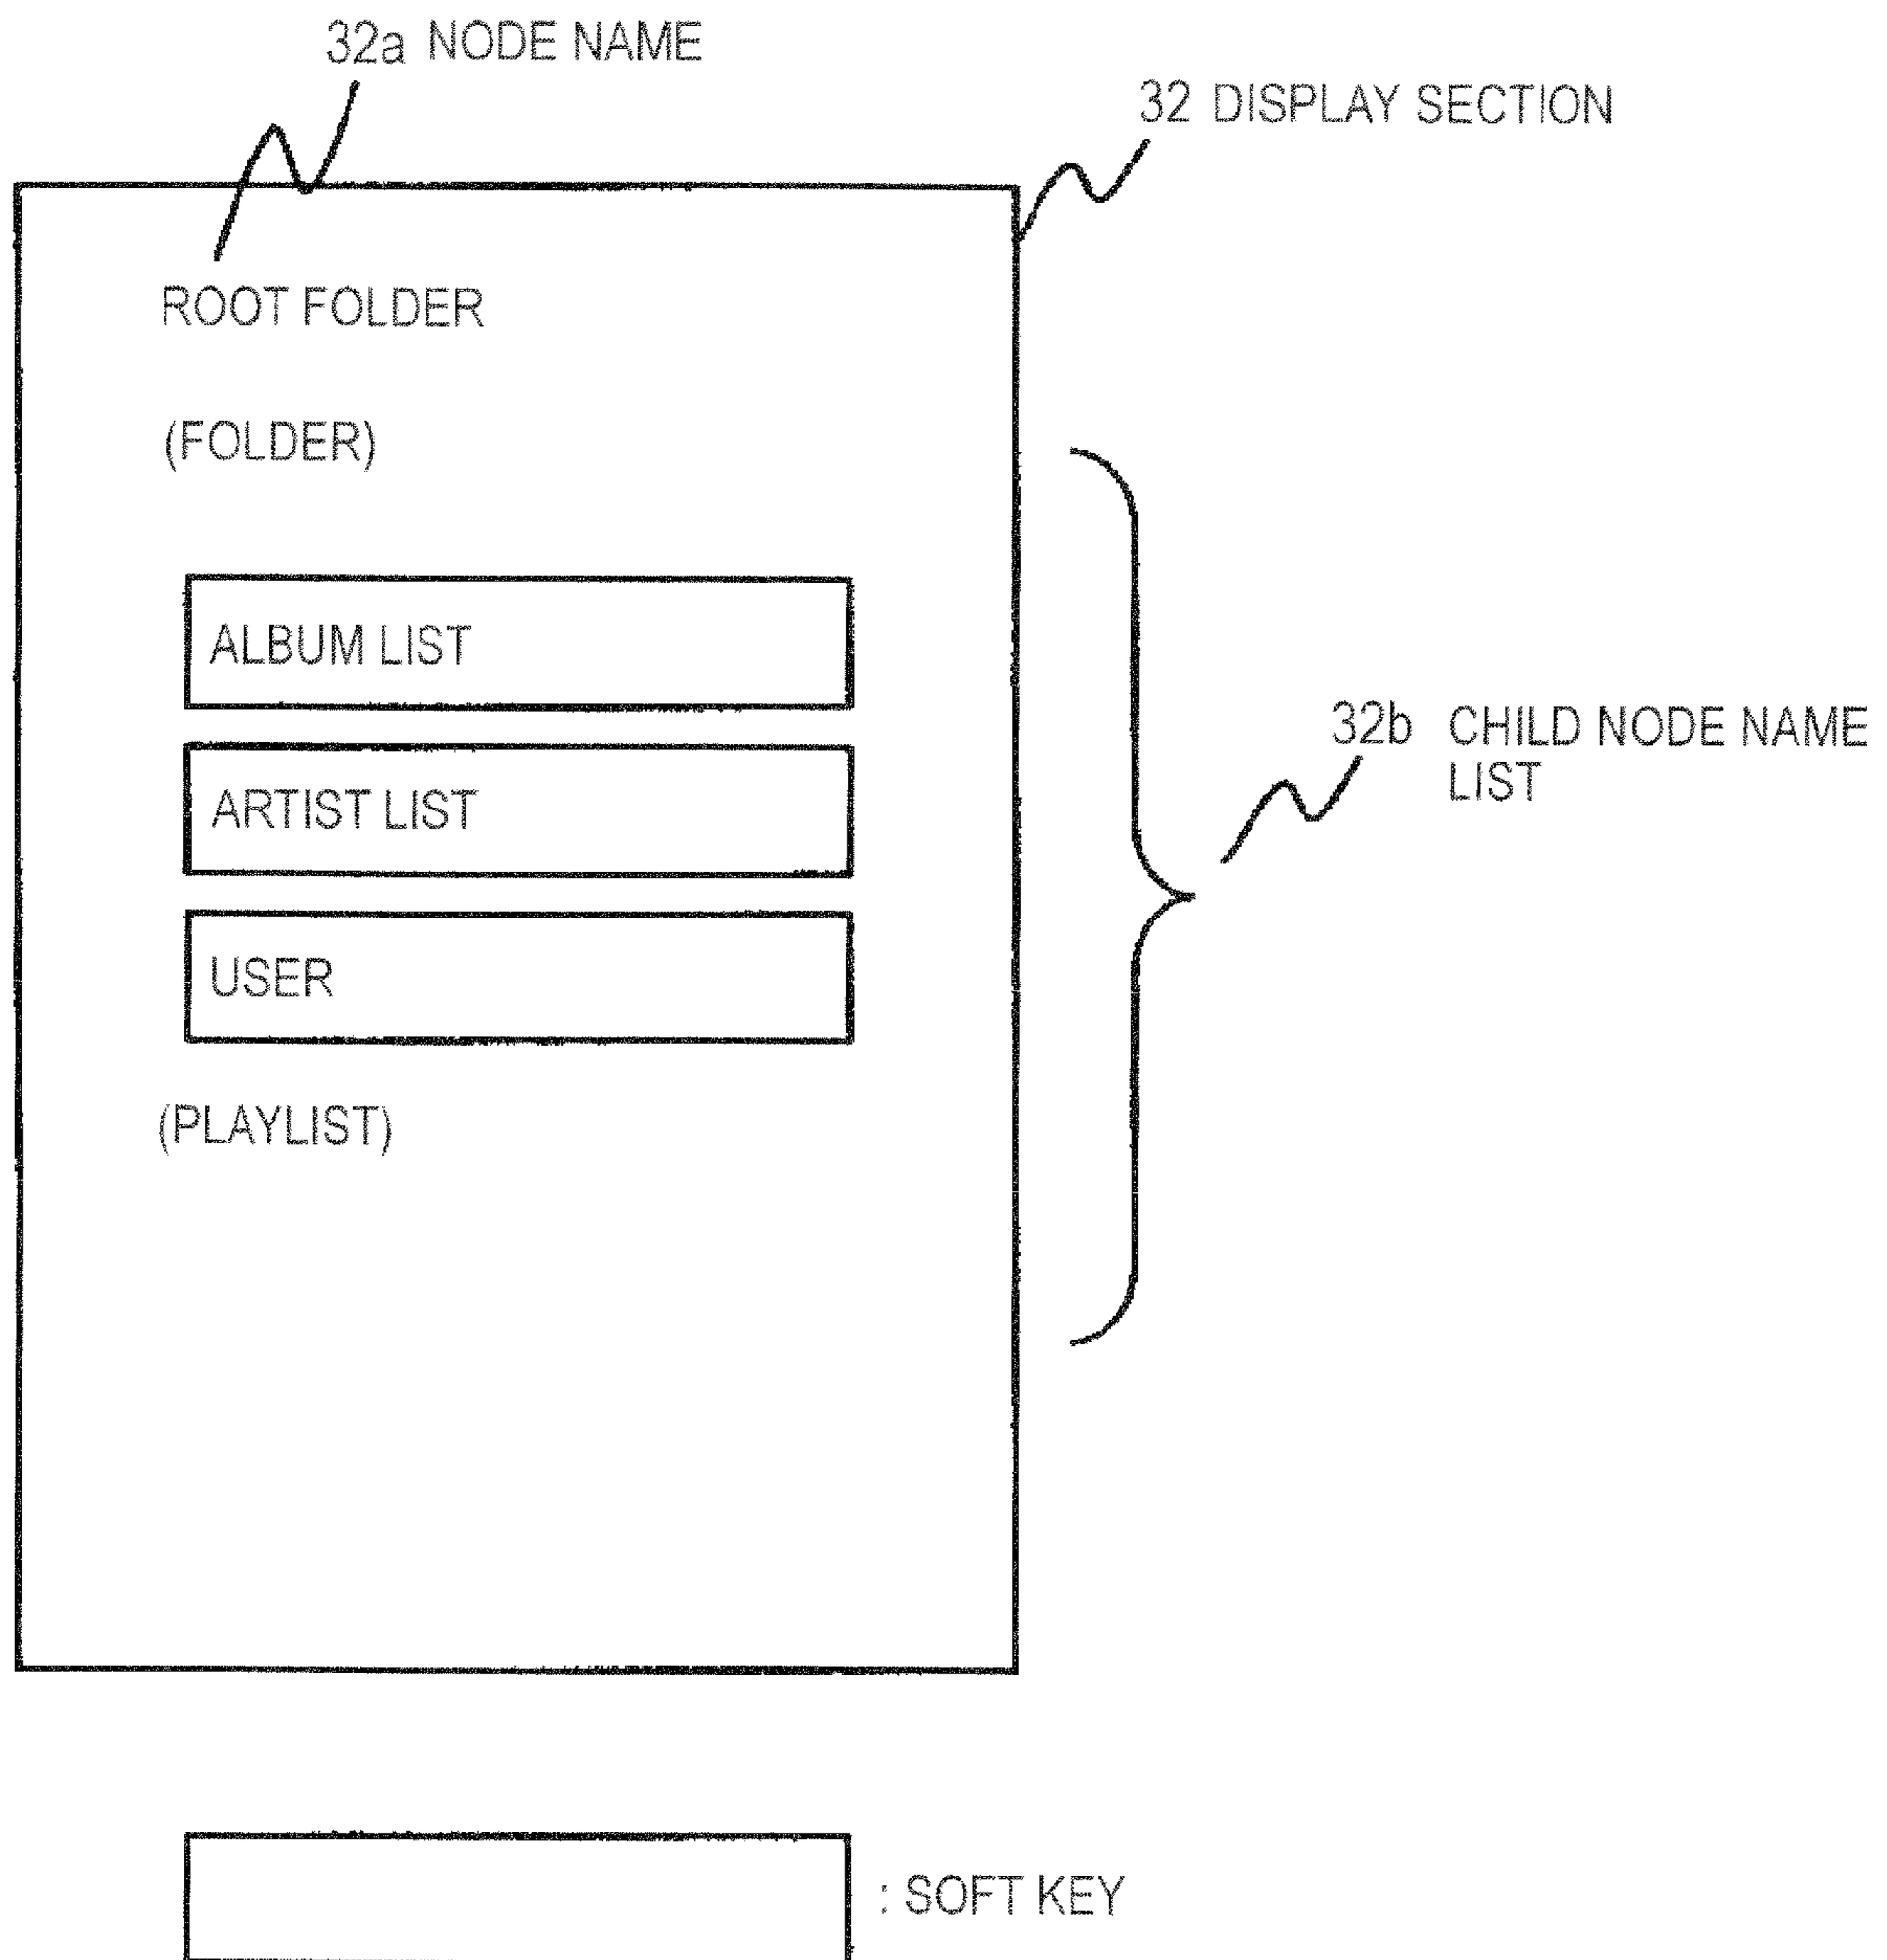 32a NODE NAME
32 DISPLAY SECTION
ROOT FOLDER
(FOLDER)
ALBUM LIST
32b CHILD NODE NAME
LIST
ARTIST LIST
USER
(PLAYLIST)
: SOFT KEY